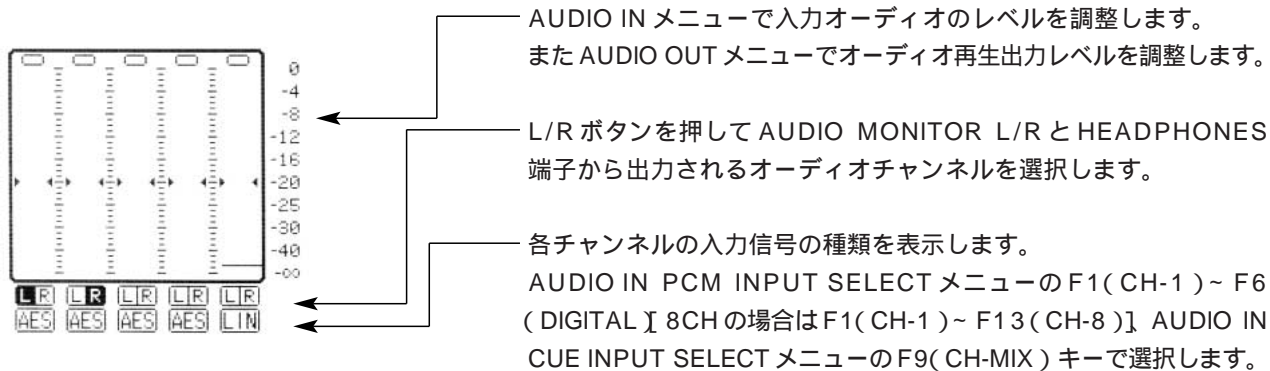 AUDIO IN メニューで入力オーディオのレベルを調整します。
また AUDIO OUT メニューでオーディオ再生出力レベルを調整します。
0
-4
-8
-12
-16
-20
-25
-30
-40
-∞
L/R ボタンを押して AUDIO MONITOR L/R と HEADPHONES
端子から出力されるオーディオチャンネルを選択します。
各チャンネルの入力信号の種類を表示します。
AUDIO IN PCM INPUT SELECT メニューの F1( CH-1 ) ~ F6
( DIGITAL )[ 8CH の場合は F1( CH-1 ) ~ F13 ( CH-8 )]、AUDIO IN
CUE INPUT SELECT メニューの F9( CH-MIX ) キーで選択します。
L R L R L R L R L R
AES AES AES AES LIN